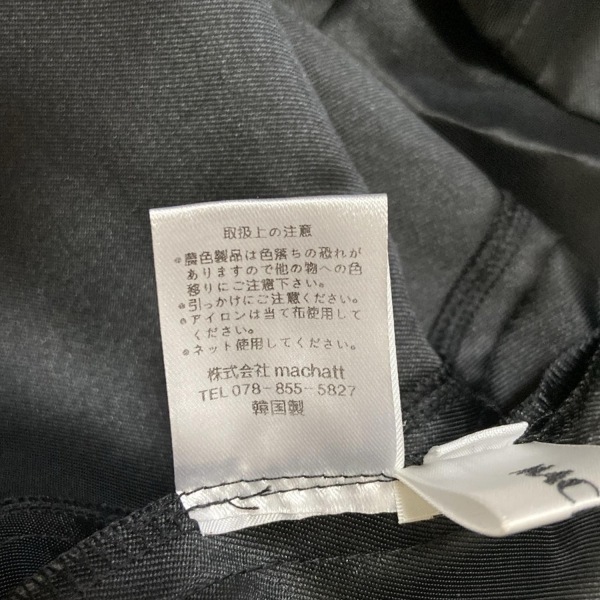 取扱上の注意
●農色製品は色落ちの恐れが
ありますので他の物への色
移りにご注意下さい。
●引っかけにご注意ください。
●アイロンは当て布使用して
ください。
●ネット使用してください。
株式会社 machatt
TEL 078-855-5827
韓国製